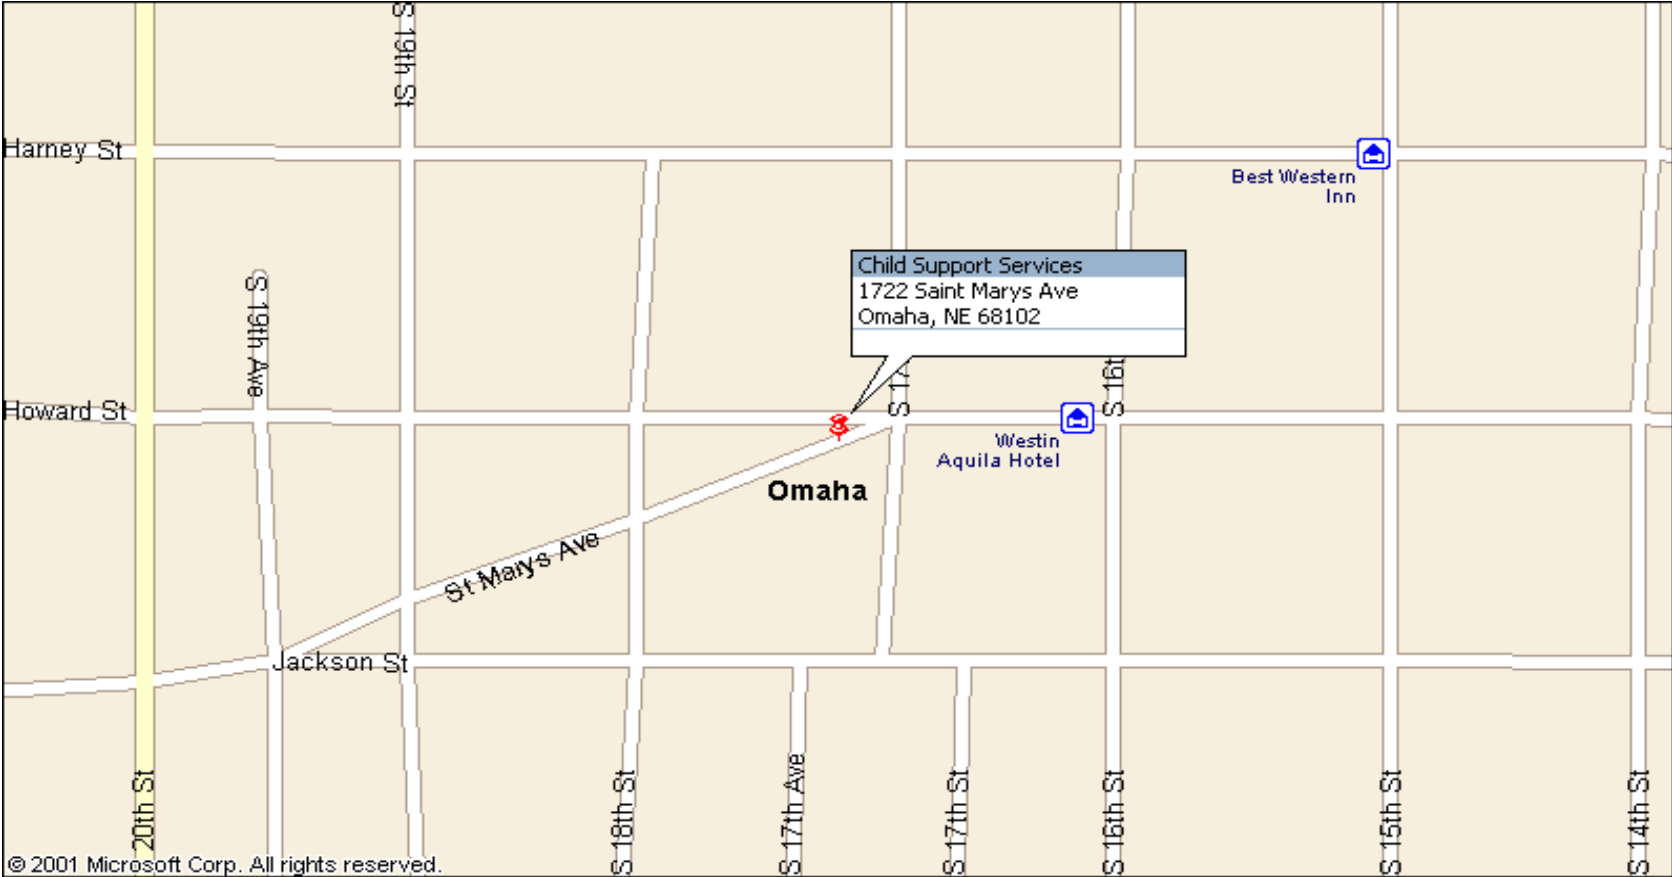 S 19th St
Harney St
Best Western
Inn
Child Support Services
1722 Saint Marys Ave
Omaha, NE 68102
S 19th Ave
S 17
S 16t
Howard St
Westin
Aquila Hotel
Omaha
St Marys Ave
Jackson St
20th St
S 18th St
S 17th Ave
S 17th St
S 16th St
S 15th St
S 14th St
© 2001 Microsoft Corp. All rights reserved.